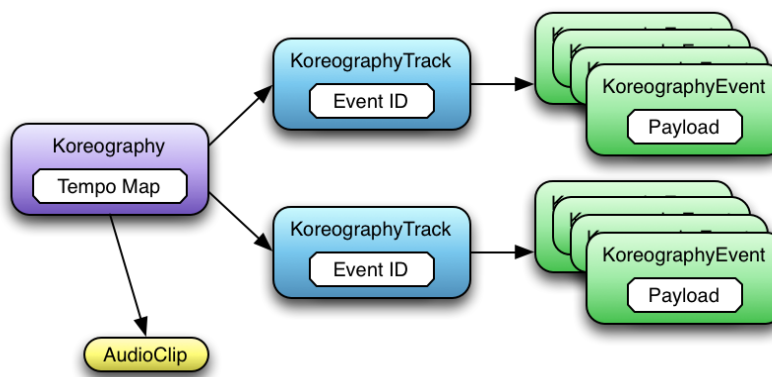 KoreographyTrack
Event ID
KoreographyEvent
Payload
Koreography
Tempo Map
KoreographyTrack
Event ID
KoreographyEvent
Payload
AudioClip